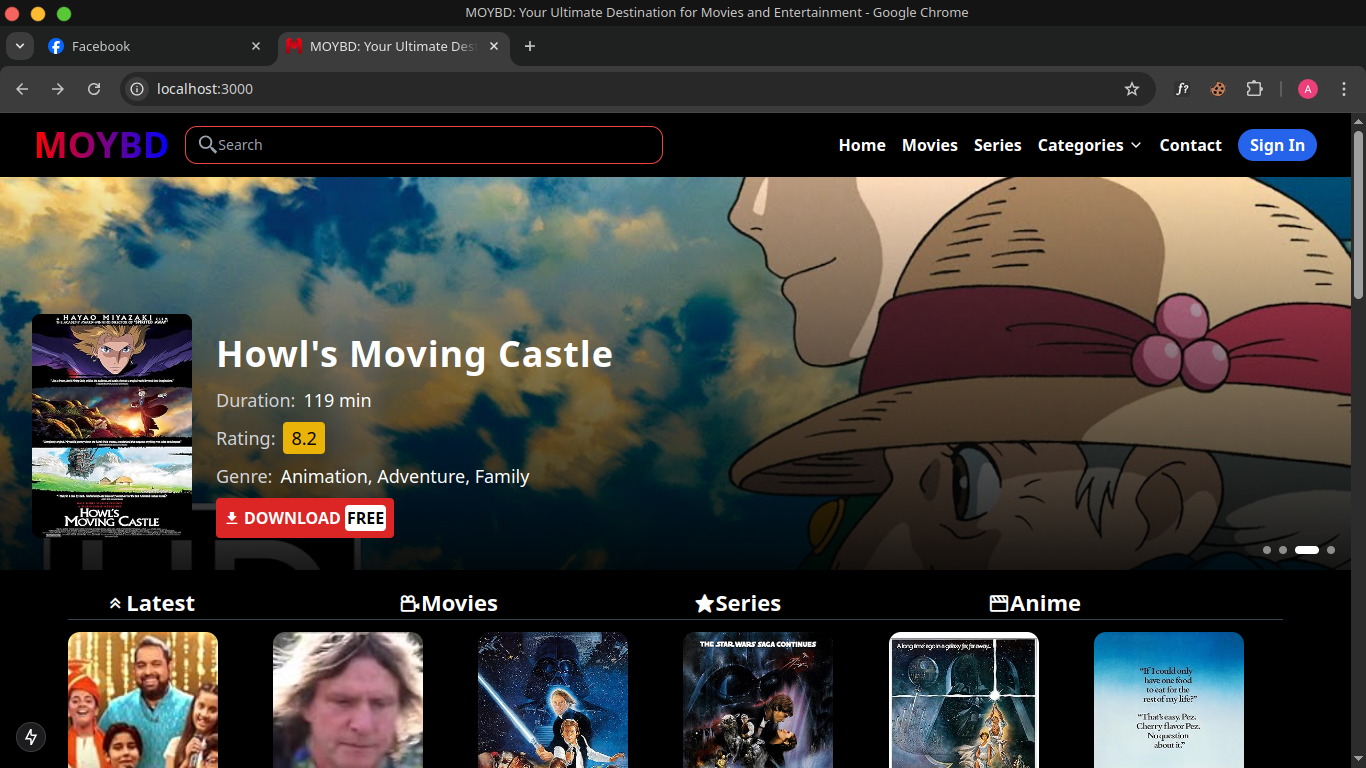 MOYBD: Your Ultimate Destination for Movies and Entertainment - Google Chrome
Facebook
MOYBD: Your Ultimate Des
localhost:3000
A
MOYBD
Search
Home Movies Series Categories Contact Sign In
HAYAO MIYAZAKI
HOWL'S
MOVING CASTLE
Howl's Moving Castle
Duration: 119 min
Rating: 8.2
Genre: Animation, Adventure, Family
DOWNLOAD FREE
HD
Latest Movies Series Anime
THE STAR WARS SAGA CONTINUES
A long time ago in a galaxy far, far away...
"If I could only
have one food
to eat for the
rest of my life?"
"That's easy. Pez.
Cherry flavor Pez.
No question
about it."